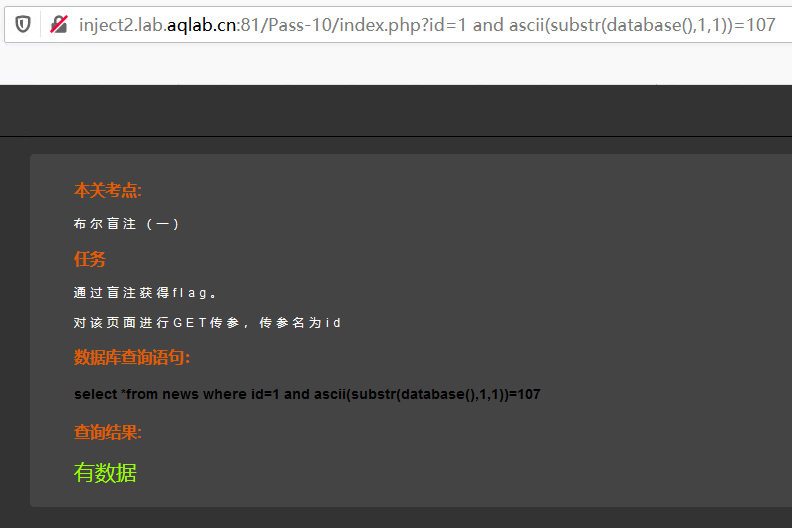 inject2.lab.aqlab.cn:81/Pass-10/index.php?id=1 and ascii(substr(database(),1,1))=107
本关考点:
布尔盲注（一）
任务
通过盲注获得flag。
对该页面进行GET传参，传参名为id
数据库查询语句：
select *from news where id=1 and ascii(substr(database(),1,1))=107
查询结果:
有数据